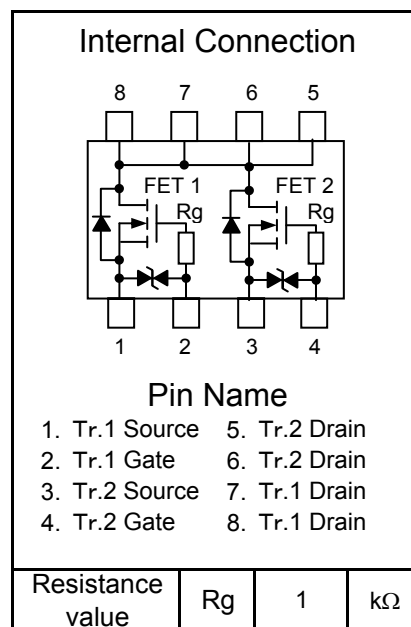 Internal Connection
8 7 6 5
FET 1 FET 2
Rg Rg
1 2 3 4
Pin Name
1. Tr.1 Source 5. Tr.2 Drain
2. Tr.1 Gate 6. Tr.2 Drain
3. Tr.2 Source 7. Tr.1 Drain
4. Tr.2 Gate 8. Tr.1 Drain
Resistance value Rg 1 kΩ